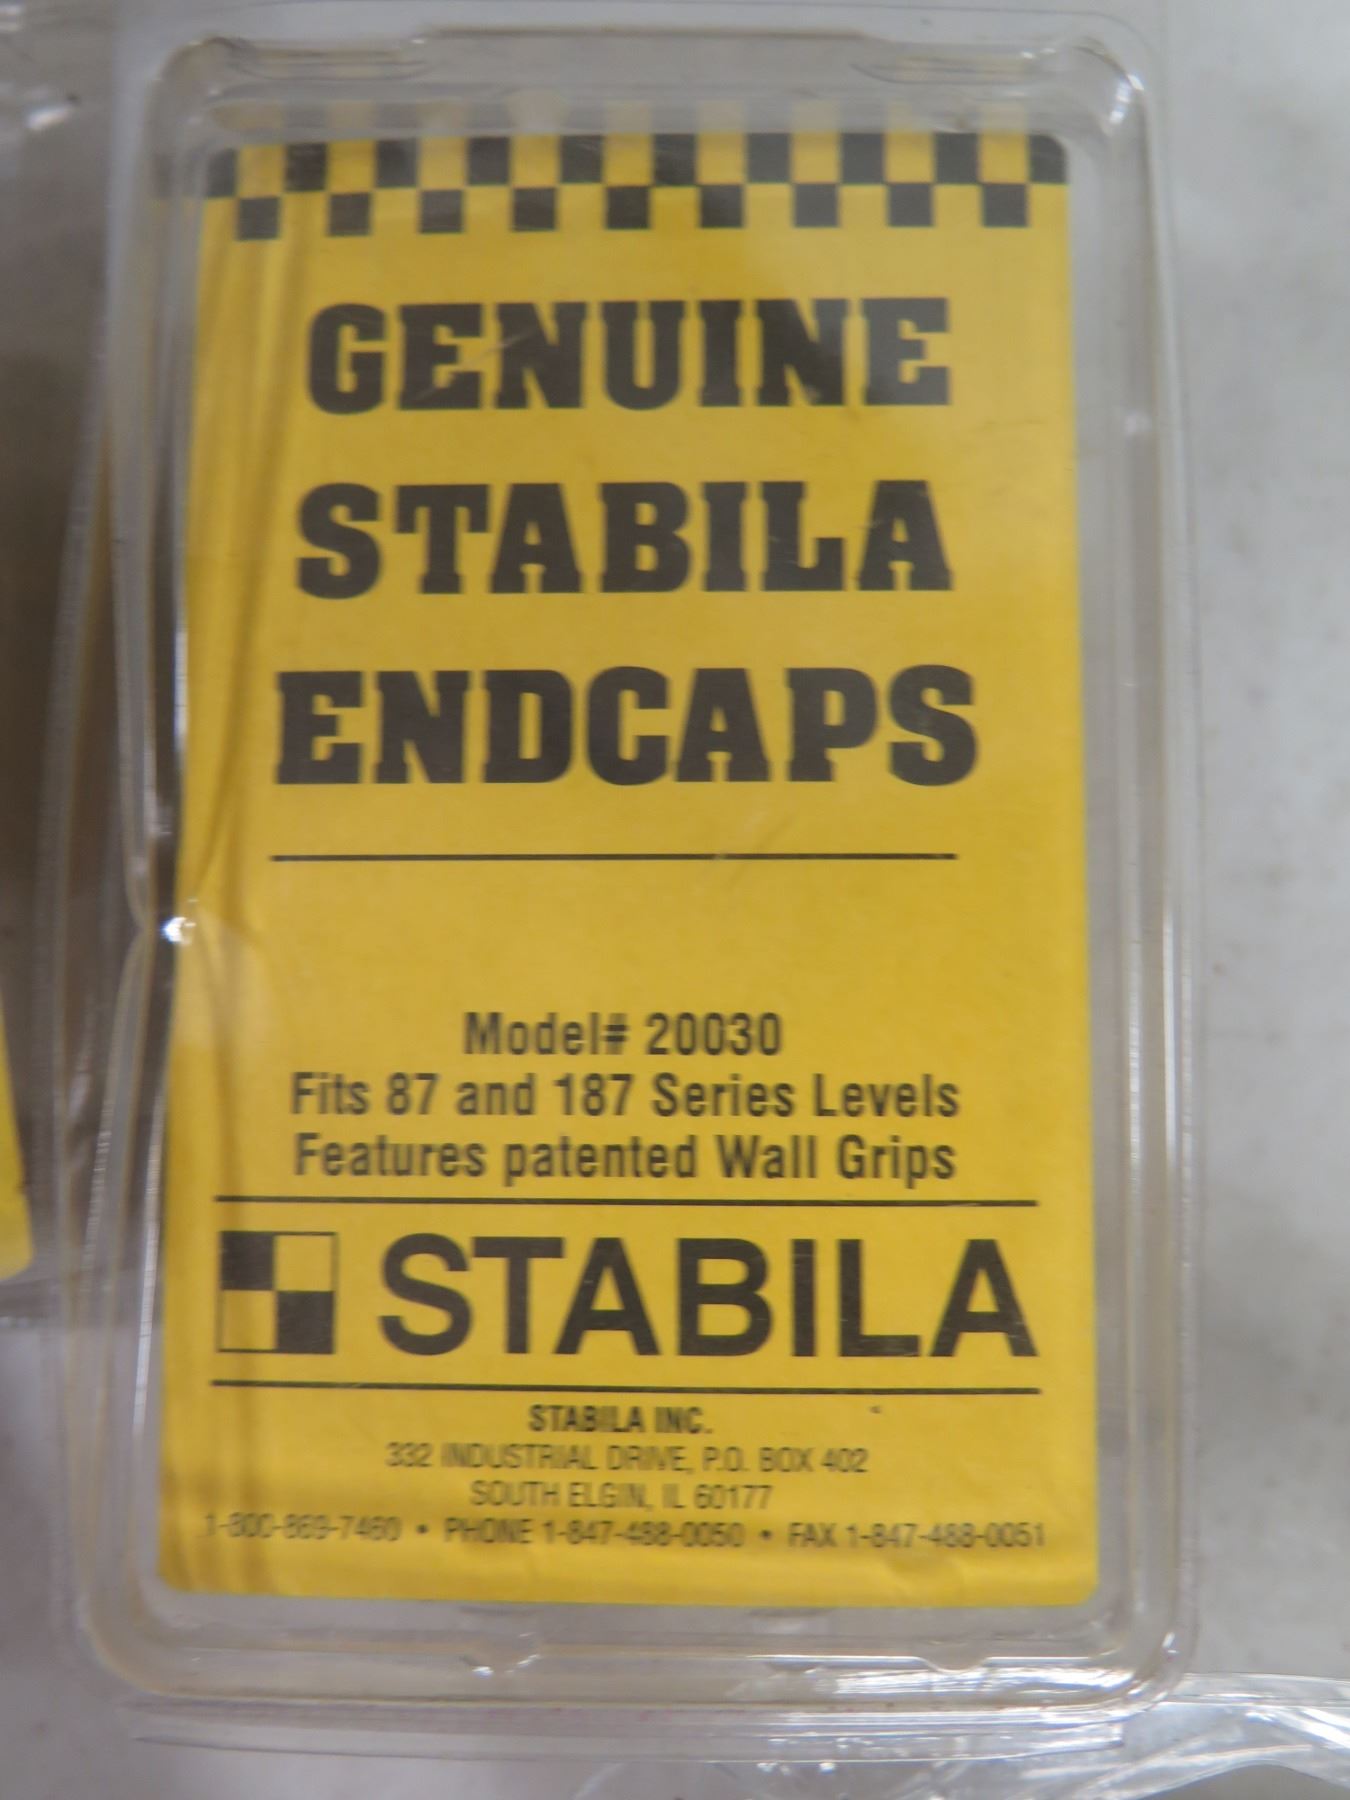 GENUINE
STABILA
ENDCAPS
Model# 20030
Fits 87 and 187 Series Levels
Features patented Wall Grips
STABILA
STABILA INC.
332 INDUSTRIAL DRIVE, P.O. BOX 402
SOUTH ELGIN, IL 60177
1-800-869-7460 • PHONE 1-847-488-0050 • FAX 1-847-488-0051